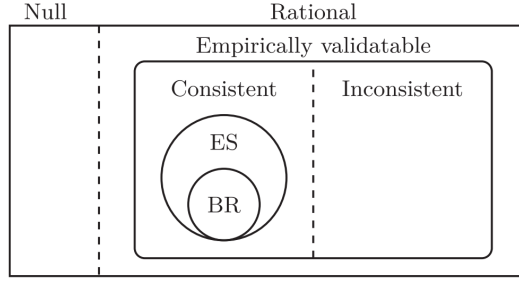 Null Rational
Empirically validatable
Consistent Inconsistent
ES
BR